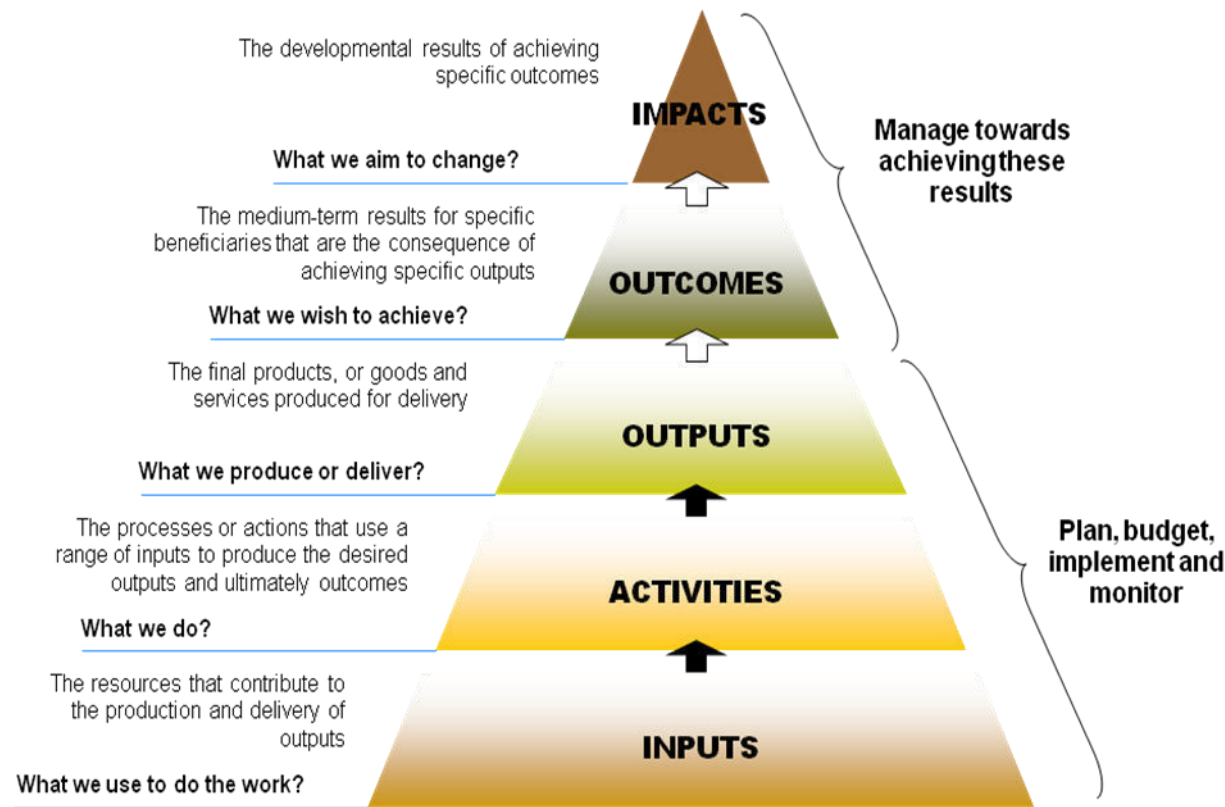 The developmental results of achieving
specific outcomes
IMPACTS
What we aim to change?
Manage towards
achieving these
results
The medium-term results for specific
beneficiaries that are the consequence of
achieving specific outputs
OUTCOMES
What we wish to achieve?
The final products, or goods and
services produced for delivery
OUTPUTS
What we produce or deliver?
The processes or actions that use a
range of inputs to produce the desired
outputs and ultimately outcomes
ACTIVITIES
What we do?
Plan, budget,
implement and
monitor
The resources that contribute to
the production and delivery of
outputs
INPUTS
What we use to do the work?